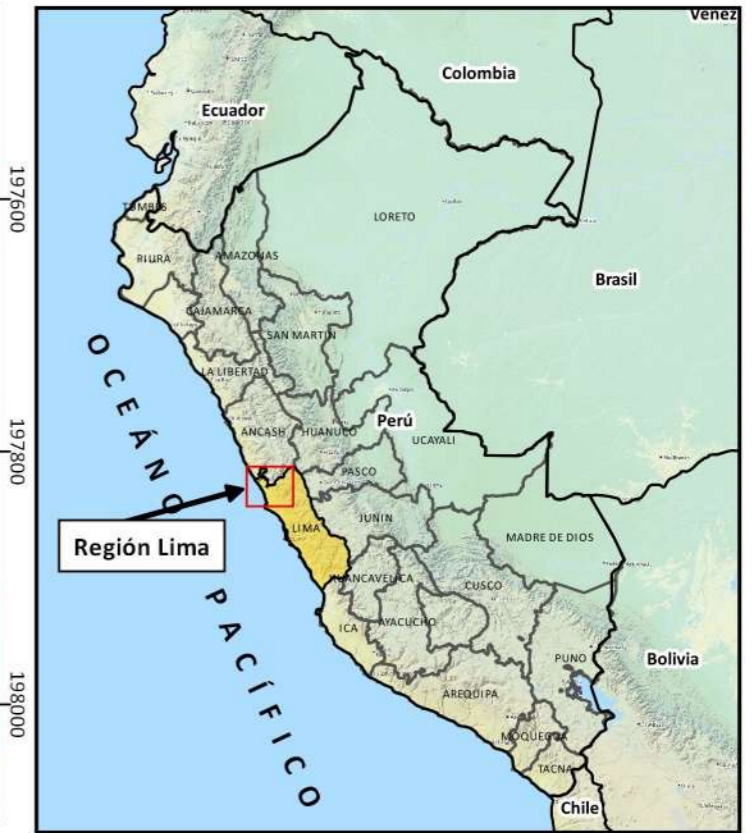 Venez
Colombia
Ecuador
TUMBES
LORETO
PIURA
AMAZONAS
Brasil
CAJAMARCA
SAN MARTIN
LA LIBERTAD
ANCASH
HUANUCO
Perú
UCAYALI
PASCO
OCEÁNO PACÍFICO
Región Lima
LIMA
JUNIN
MADRE DE DIOS
HUANCAVELICA
CUSCO
ICA
AYACUCHO
PUNO
Bolivia
AREQUIPA
MOQUEGUA
TACNA
Chile
197600
197800
198000